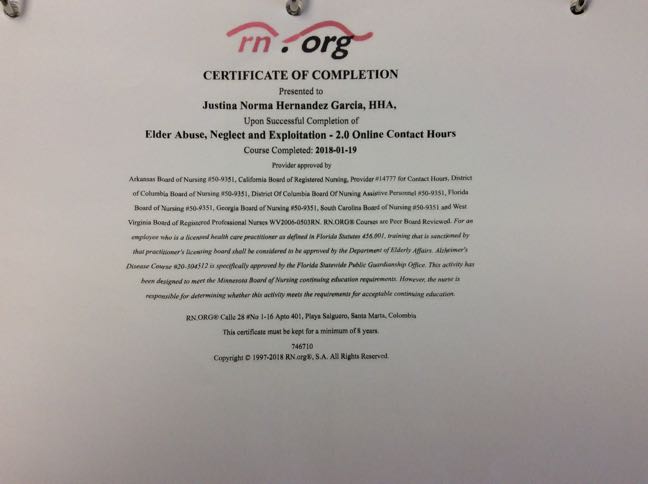 rn.org
CERTIFICATE OF COMPLETION
Presented to
Justina Norma Hernandez Garcia, HHA,
Upon Successful Completion of
Elder Abuse, Neglect and Exploitation - 2.0 Online Contact Hours
Course Completed: 2018-01-19
Provider approved by
Arkansas Board of Nursing #50-9351, California Board of Registered Nursing, Provider #14777 for Contact Hours, District
of Columbia Board of Nursing #50-9351, District Of Columbia Board Of Nursing Assistive Personnel #50-9351, Florida
Board of Nursing #50-9351, Georgia Board of Nursing #50-9351, South Carolina Board of Nursing #50-9351 and West
Virginia Board of Registered Professional Nurses WV2006-0503RN. RN.ORG® Courses are Peer Board Reviewed. For an
employee who is a licensed health care practitioner as defined in Florida Statutes 456.001, training that is sanctioned by
that practitioner's licensing board shall be considered to be approved by the Department of Elderly Affairs. Alzheimer's
Disease Course #20-304512 is specifically approved by the Florida Statewide Public Guardianship Office. This activity has
been designed to meet the Minnesota Board of Nursing continuing education requirements. However, the nurse is
responsible for determining whether this activity meets the requirements for acceptable continuing education.
RN.ORG® Calle 28 #No 1-16 Apto 401, Playa Salguero, Santa Marta, Colombia
This certificate must be kept for a minimum of 8 years.
746710
Copyright © 1997-2018 RN.org®, S.A. All Rights Reserved.